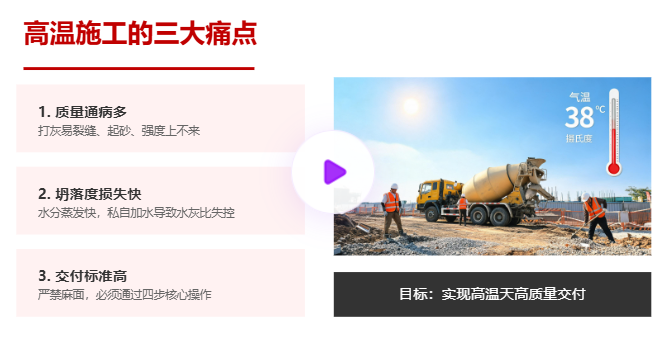 高温施工的三大痛点
1. 质量通病多
打灰易裂缝、起砂、强度上不来
2. 坍落度损失快
水分蒸发快，私自加水导致水灰比失控
3. 交付标准高
严禁麻面，必须通过四步核心操作
气温
38℃
目标：实现高温天高质量交付